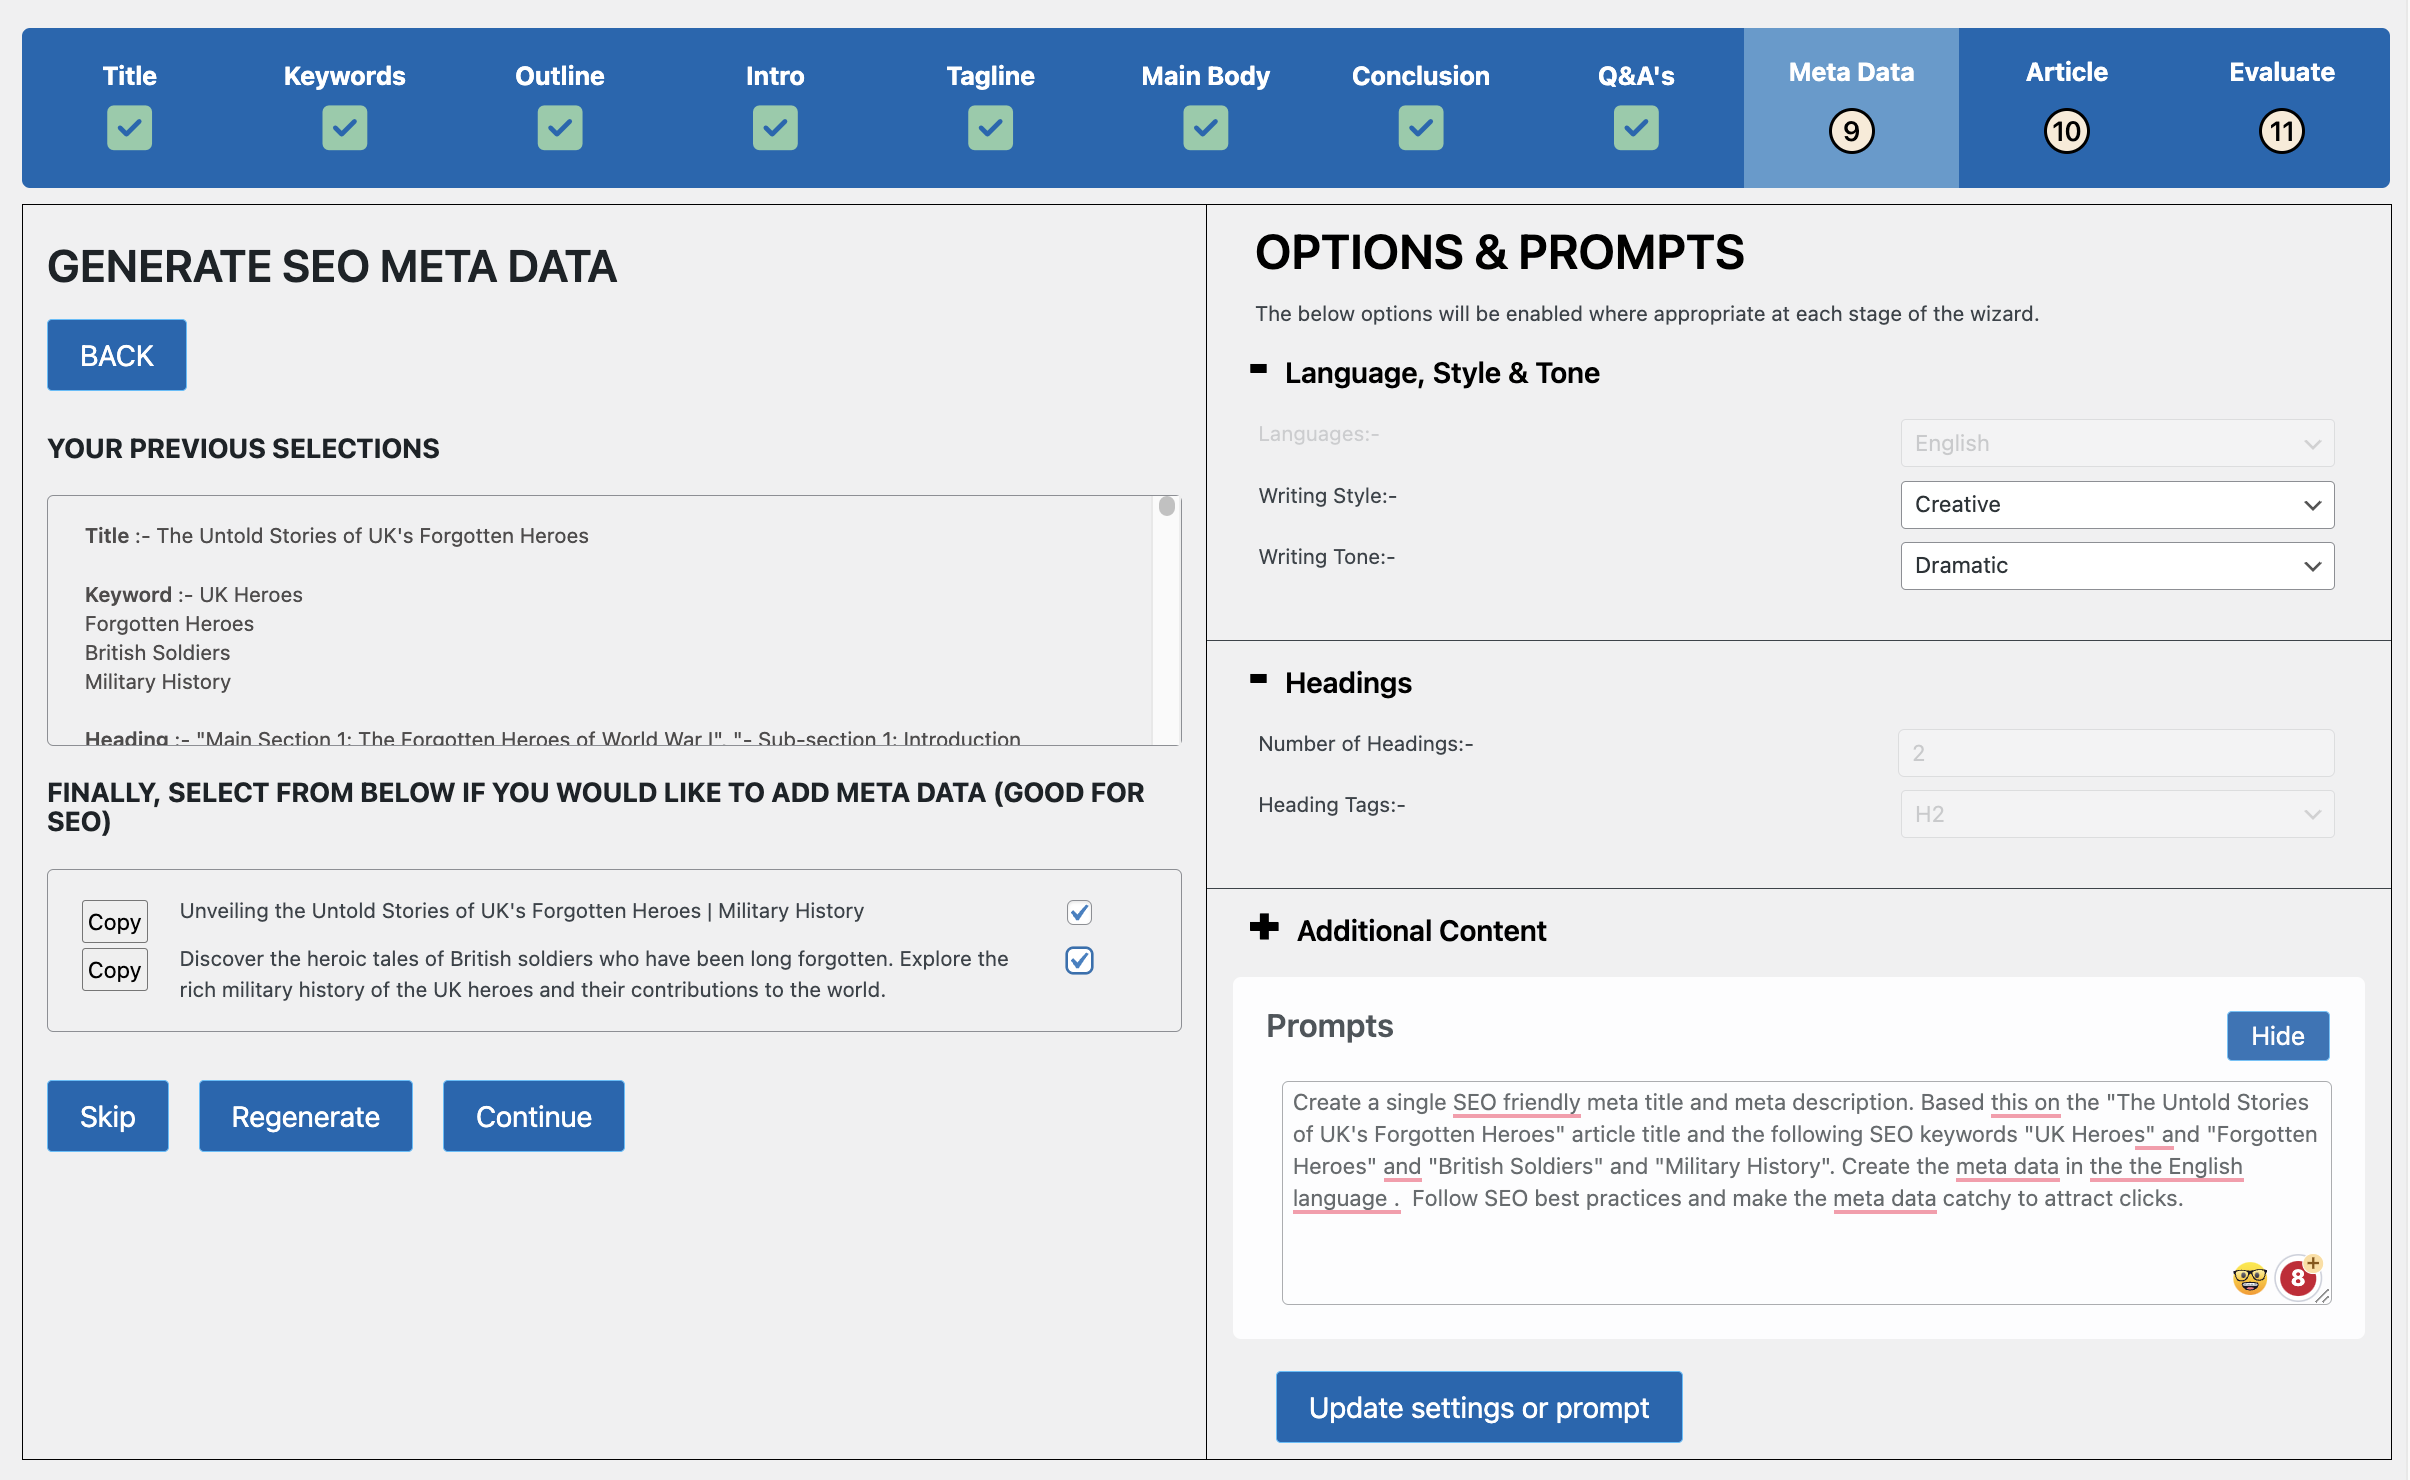 Title Keywords Outline Intro Tagline Main Body Conclusion Q&A's Meta Data Article Evaluate
9 10 11
GENERATE SEO META DATA
BACK
YOUR PREVIOUS SELECTIONS
Title :- The Untold Stories of UK's Forgotten Heroes
Keyword :- UK Heroes
Forgotten Heroes
British Soldiers
Military History
Heading :- "Main Section 1: The Forgotten Heroes of World War I", "- Sub-section 1: Introduction
FINALLY, SELECT FROM BELOW IF YOU WOULD LIKE TO ADD META DATA (GOOD FOR
SEO)
Copy Unveiling the Untold Stories of UK's Forgotten Heroes | Military History
Copy Discover the heroic tales of British soldiers who have been long forgotten. Explore the
rich military history of the UK heroes and their contributions to the world.
Skip Regenerate Continue
OPTIONS & PROMPTS
The below options will be enabled where appropriate at each stage of the wizard.
- Language, Style & Tone
Languages:- English
Writing Style:- Creative
Writing Tone:- Dramatic
- Headings
Number of Headings:- 2
Heading Tags:- H2
+ Additional Content
Prompts
Hide
Create a single SEO friendly meta title and meta description. Based this on the "The Untold Stories
of UK's Forgotten Heroes" article title and the following SEO keywords "UK Heroes" and "Forgotten
Heroes" and "British Soldiers" and "Military History". Create the meta data in the the English
language .  Follow SEO best practices and make the meta data catchy to attract clicks.
8+
Update settings or prompt